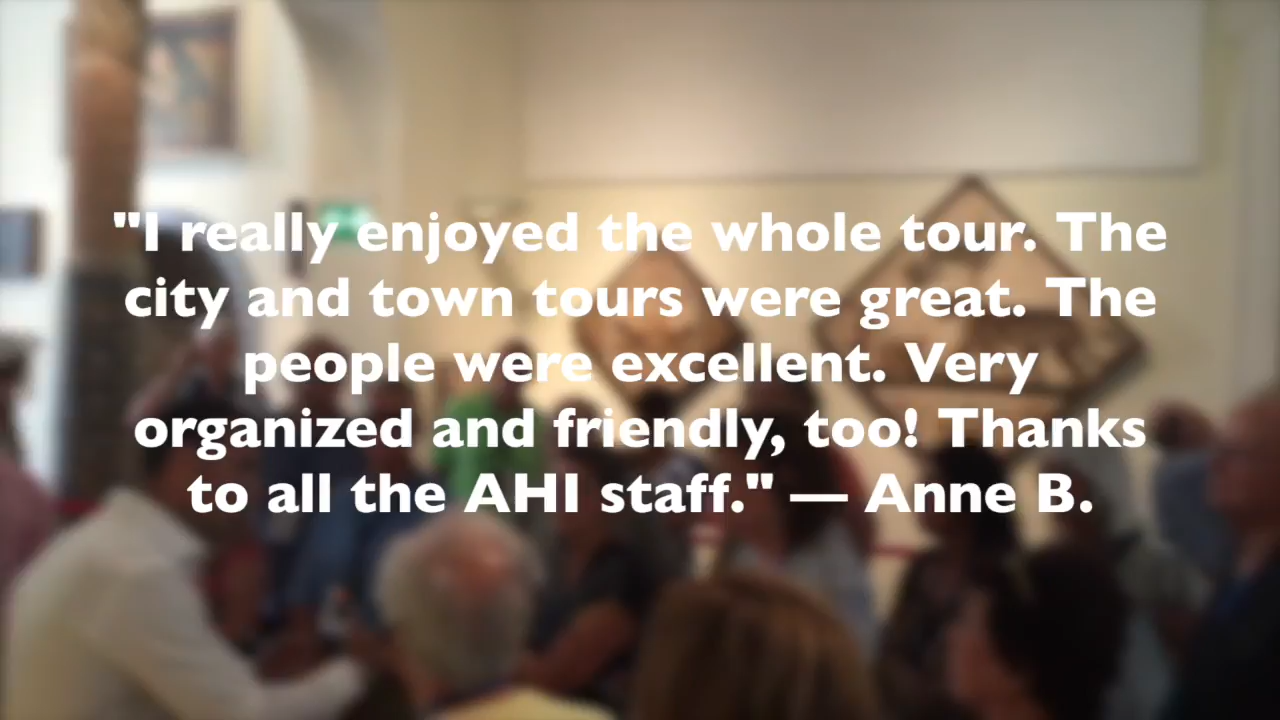 "I really enjoyed the whole tour. The
city and town tours were great. The
people were excellent. Very
organized and friendly, too! Thanks
to all the AHI staff." — Anne B.